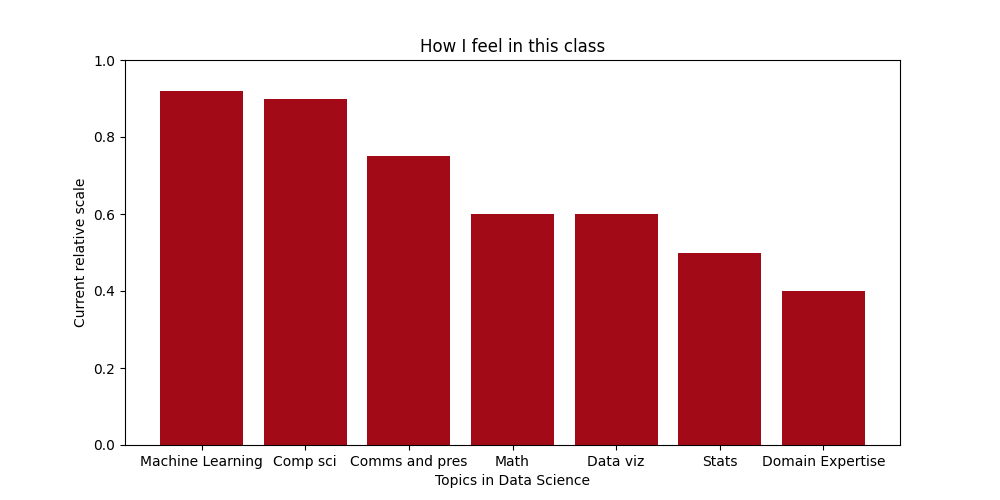 How I feel in this class
1.0
0.8
0.6
0.4
0.2
0.0
Current relative scale
Machine Learning Comp sci Comms and pres Math Data viz Stats Domain Expertise
Topics in Data Science